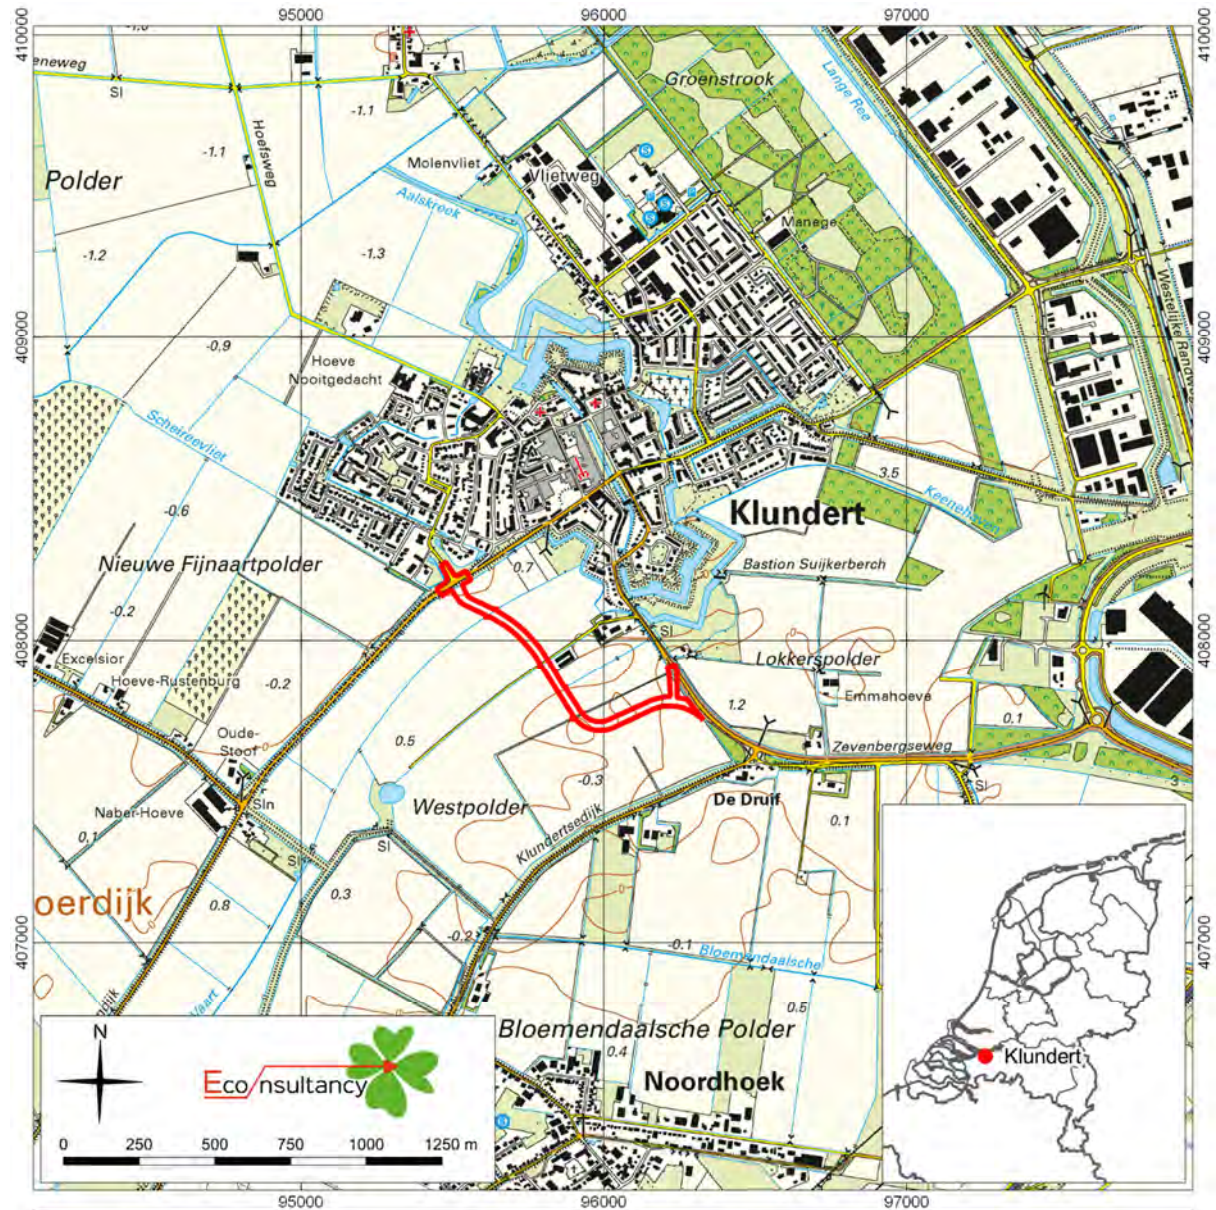 95000
96000
97000
410000
410000
eneweg
Sl
-1.1
Groenstrook
Lange Ree
Hoefsweg
-1.1
Molenvliet
Vlietweg
S
Polder
Aalskreek
S
S
Manege
-1.2
-1.3
Westelijke Rand
409000
409000
-0.9
Hoeve
Nooitgedacht
Scheireevliet
3.5
Keenehaven
-0.6
Klundert
Nieuwe Fijnaartpolder
0.7
Bastion Suijkerberch
-0.2
408000
408000
Sl
Excelsior
Lokkerspolder
Hoeve-Rustenburg
-0.2
Emmahoeve
1.2
0.1
Oude-
Stoof
0.5
Zevenbergseweg
-0.3
3
Sl
Naber-Hoeve
Sln
Westpolder
De Druif
0.1
0.1
Klundertsedijk
Sl
Sl
oerdijk
0.8
0.3
407000
407000
-0.2
-0.1
Bloemendaalsche
dijk
Vaart
0.5
Bloemendaalsche Polder
0.4
Noordhoek
N
Econsultancy
0 250 500 750 1000 1250 m
S
Klundert
95000
96000
97000